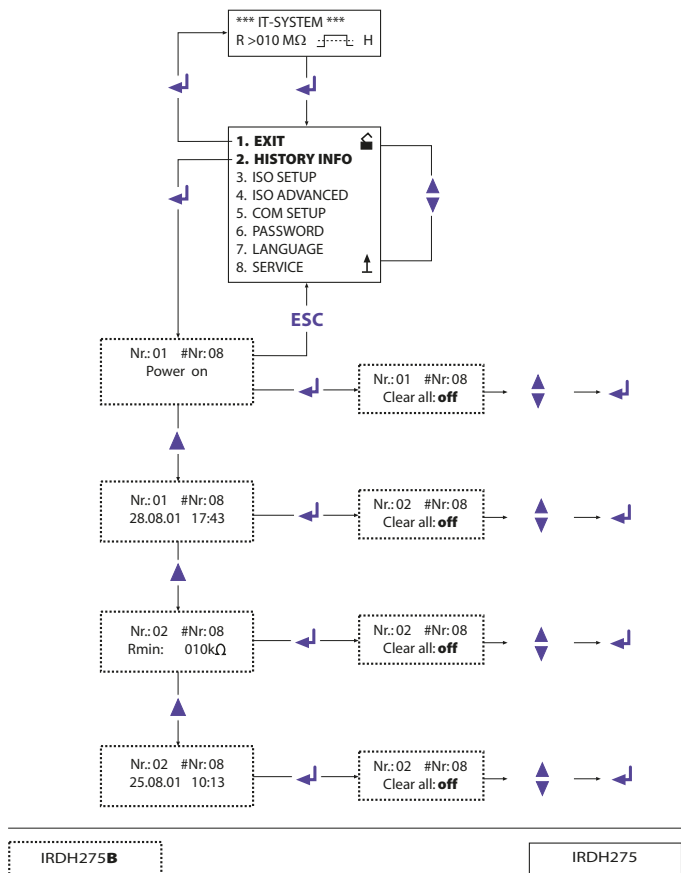 *** IT-SYSTEM ***
R >010 MΩ H
1. EXIT
2. HISTORY INFO
3. ISO SETUP
4. ISO ADVANCED
5. COM SETUP
6. PASSWORD
7. LANGUAGE
8. SERVICE
ESC
Nr.: 01 #Nr: 08
Power on
Nr.: 01 #Nr: 08
Clear all: off
Nr.: 01 #Nr: 08
28.08.01 17:43
Nr.: 02 #Nr: 08
Clear all: off
Nr.: 02 #Nr: 08
Rmin: 010kΩ
Nr.: 02 #Nr: 08
Clear all: off
Nr.: 02 #Nr: 08
25.08.01 10:13
Nr.: 02 #Nr: 08
Clear all: off
IRDH275B
IRDH275